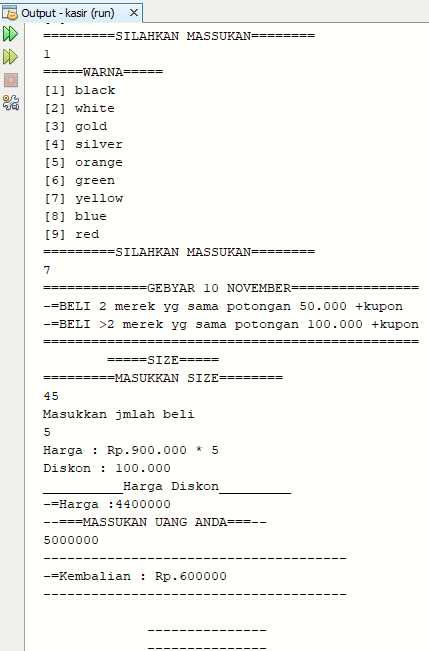 Output - kasir (run)
=========SILAHKAN MASSUKAN========
1
=====WARNA=====
[1] black
[2] white
[3] gold
[4] silver
[5] orange
[6] green
[7] yellow
[8] blue
[9] red
=========SILAHKAN MASSUKAN========
7
=============GEBYAR 10 NOVEMBER================
-=BELI 2 merek yg sama potongan 50.000 +kupon
-=BELI >2 merek yg sama potongan 100.000 +kupon
===============================================
=====SIZE=====
=========MASUKKAN SIZE========
45
Masukkan jmlah beli
5
Harga : Rp.900.000 * 5
Diskon : 100.000
__________Harga Diskon_________
-=Harga :4400000
--===MASSUKAN UANG ANDA===--
5000000
--------------------------------------
-=Kembalian : Rp.600000
--------------------------------------
---------------
---------------